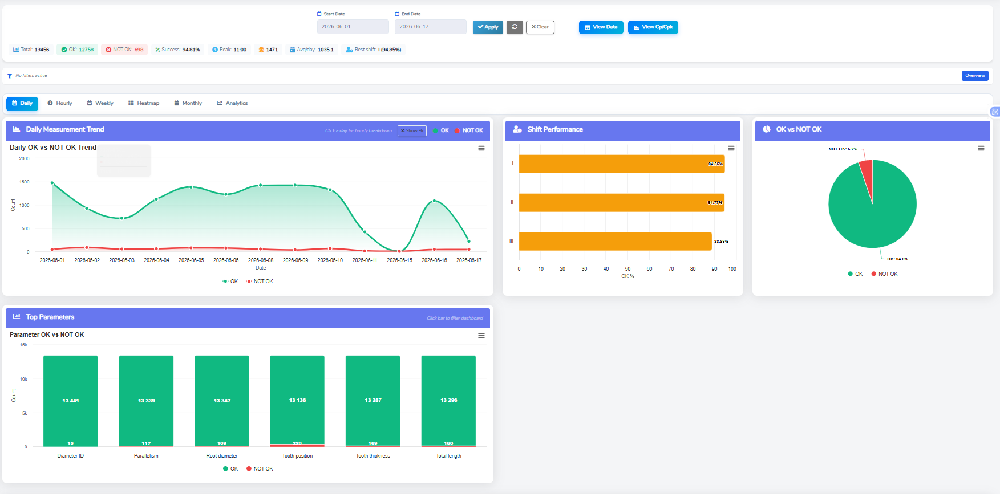 Start Date
End Date
2026-06-01
2026-06-17
Apply
Clear
View Data
View Cp/Cpk
Total: 13456
OK: 12758
NOT OK: 698
Success: 94.81%
Peak: 11:00
1471
Avg/day: 1035.1
Best shift: I (94.85%)
No filters active
Overview
Daily
Hourly
Weekly
Heatmap
Monthly
Analytics
Daily Measurement Trend
Click a day for hourly breakdown
Show %
OK
NOT OK
Daily OK vs NOT OK Trend
2000
1500
1000
500
0
Count
2026-06-01
2026-06-02
2026-06-03
2026-06-04
2026-06-05
2026-06-06
2026-06-08
2026-06-09
2026-06-10
2026-06-11
2026-06-15
2026-06-16
2026-06-17
Date
OK
NOT OK
Shift Performance
I
94.85%
II
94.77%
III
88.89%
0
10
20
30
40
50
60
70
80
90
100
OK %
OK vs NOT OK
NOT OK: 5.2%
OK: 94.8%
OK
NOT OK
Top Parameters
Click bar to filter dashboard
Parameter OK vs NOT OK
15k
10k
5k
0
Count
13 441
13 339
13 347
13 136
13 287
13 296
15
117
109
320
169
160
Diameter ID
Parallelism
Root diameter
Tooth position
Tooth thickness
Total length
OK
NOT OK